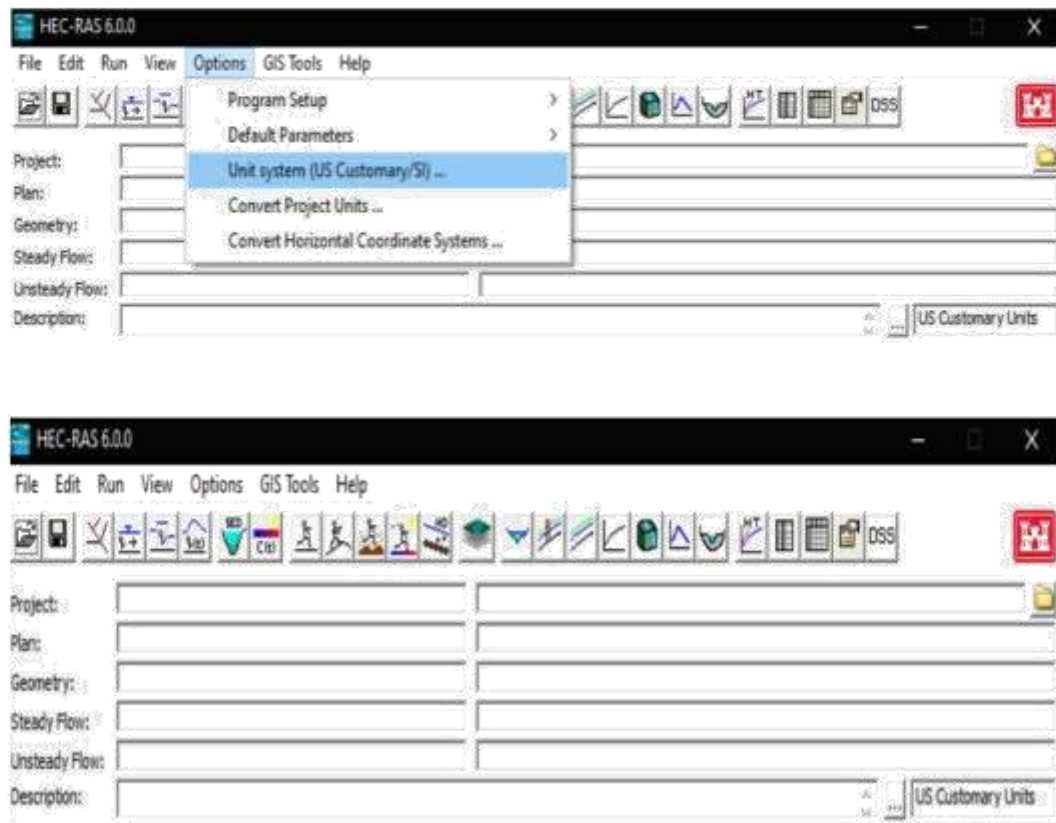 HEC-RAS 6.0.0
File Edit Run View Options GIS Tools Help
Program Setup
Default Parameters
Unit system (US Customary/SI) ...
Convert Project Units ...
Convert Horizontal Coordinate Systems ...
HT DSS
Project:
Plan:
Geometry:
Steady Flow:
Unsteady Flow:
Description: ... US Customary Units
HEC-RAS 6.0.0
File Edit Run View Options GIS Tools Help
SED HT DSS
Project:
Plan:
Geometry:
Steady Flow:
Unsteady Flow:
Description: ... US Customary Units